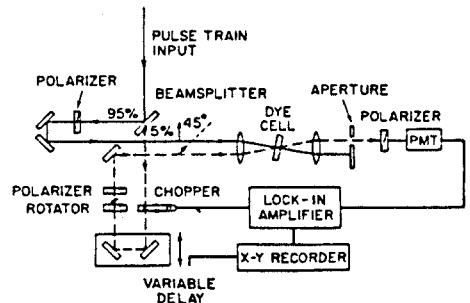 PULSE TRAIN
INPUT
POLARIZER
BEAMSPLITTER
95%
5%
45°
DYE
CELL
APERTURE
POLARIZER
PMT
POLARIZER
ROTATOR
CHOPPER
LOCK-IN
AMPLIFIER
X-Y RECORDER
VARIABLE
DELAY